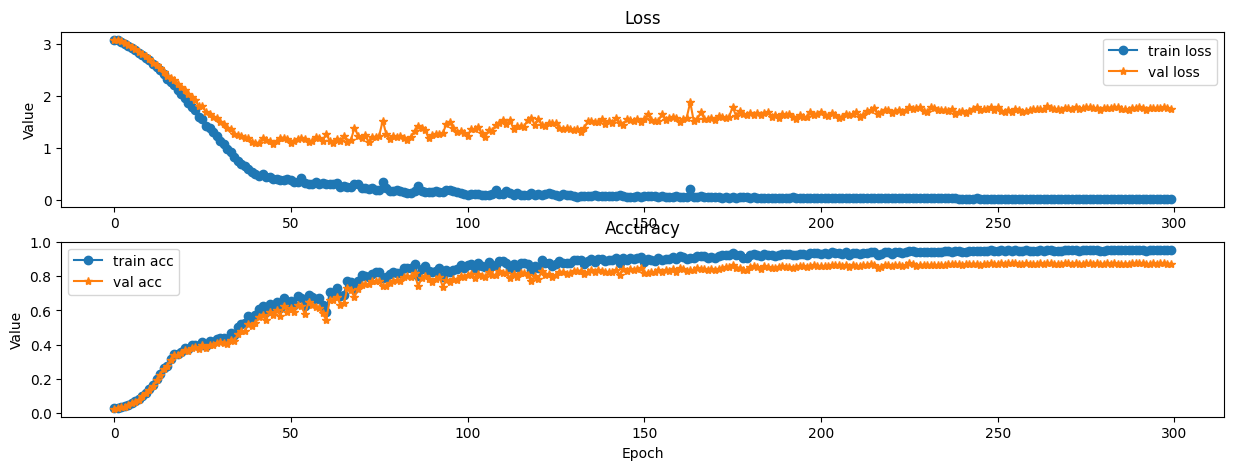 Loss
3
2
1
0
Value
train loss
val loss
0 50 100 150 200 250 300
Accuracy
1.0
0.8
0.6
0.4
0.2
0.0
Value
train acc
val acc
0 50 100 150 200 250 300
Epoch